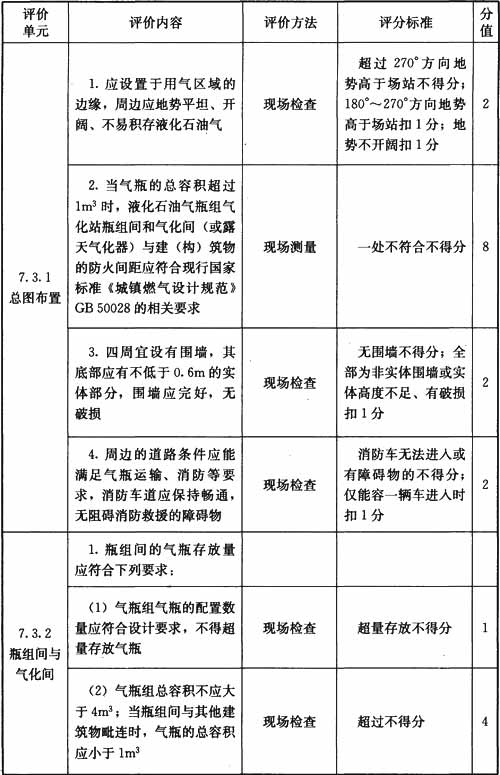 评价
单元
评价内容
评价方法
评分标准
分
值
7.3.1
总图布置
1. 应设置于用气区域的
边缘，周边应地势平坦、开
阔、不易积存液化石油气
现场检查
超过 270°方向地
势高于场站不得分；
180°～270°方向地势
高于场站扣 1 分；地
势不开阔扣 1 分
2
2. 当气瓶的总容积超过
1m³ 时，液化石油气瓶组气
化站瓶组间和气化间（或露
天气化器）与建（构）筑物
的防火间距应符合现行国家
标准《城镇燃气设计规范》
GB 50028 的相关要求
现场测量
一处不符合不得分
8
3. 四周宜设有围墙，其
底部应有不低于 0.6m 的实
体部分，围墙应完好，无
破损
现场检查
无围墙不得分；全
部为非实体围墙或实
体高度不足、有破损
扣 1 分
2
4. 周边的道路条件应能
满足气瓶运输、消防等要
求，消防车道应保持畅通，
无阻碍消防救援的障碍物
现场检查
消防车无法进入或
有障碍物的不得分；
仅能容一辆车进入时
扣 1 分
2
7.3.2
瓶组间与
气化间
1. 瓶组间的气瓶存放量
应符合下列要求：
（1）气瓶组气瓶的配置数
量应符合设计要求，不得超
量存放气瓶
现场检查
超量存放不得分
1
（2）气瓶组总容积不应大
于 4m³；当瓶组间与其他建
筑物毗连时，气瓶的总容积
应小于 1m³
现场检查
超过不得分
4